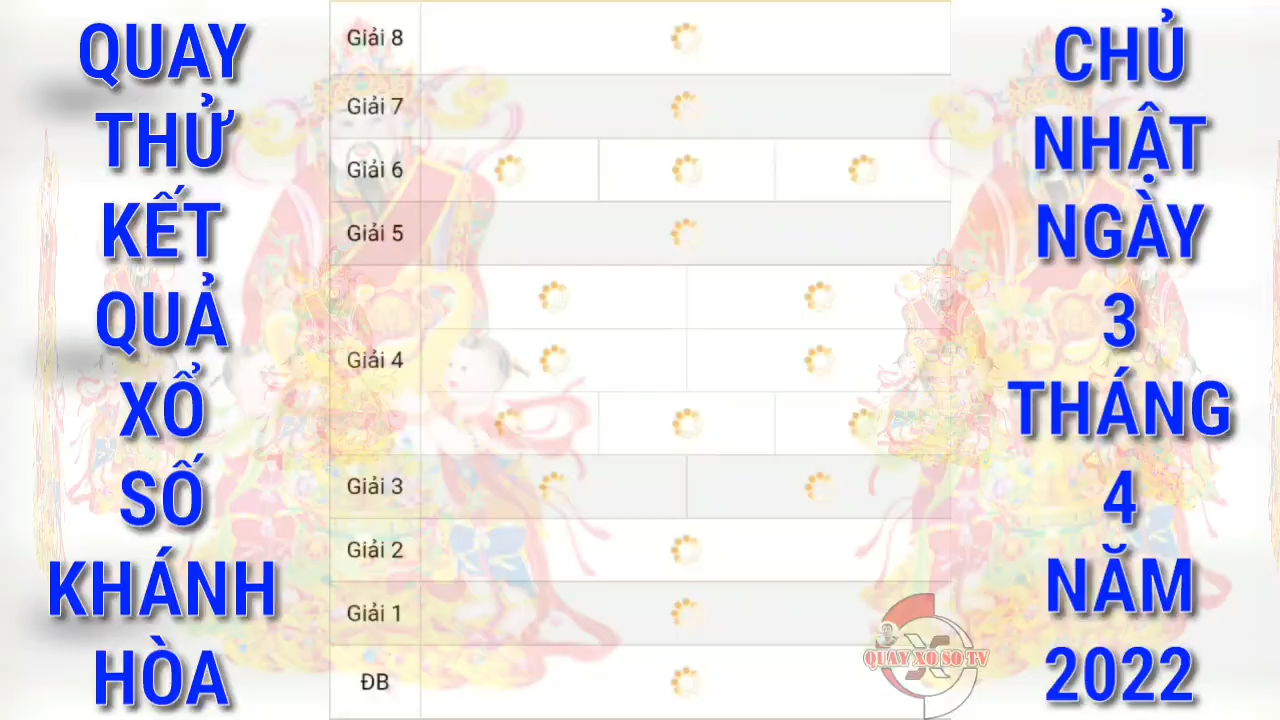 QUAY
THỬ
KẾT
QUẢ
XỔ
SỐ
KHÁNH
HÒA
Giải 8
Giải 7
Giải 6
Giải 5
Giải 4
Giải 3
Giải 2
Giải 1
ĐB
CHỦ
NHẬT
NGÀY
3
THÁNG
4
NĂM
2022
QUAY XO SO TV